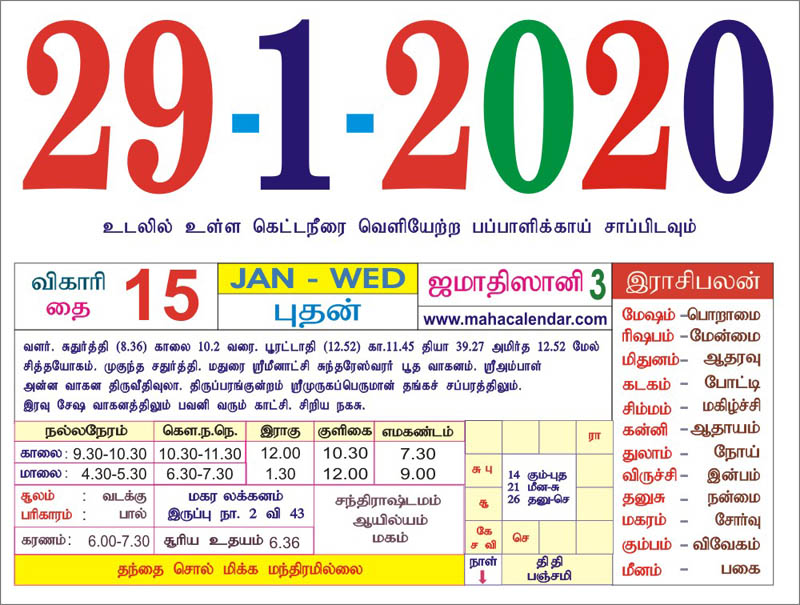 29-1-2020
உடலில் உள்ள கெட்டநீரை வெளியேற்ற பப்பாளிக்காய் சாப்பிடவும்
விகாரி
தை
15
JAN - WED
புதன்
ஜமாதிஸானி 3
www.mahacalendar.com
வளர். சுதுர்த்தி (8.36) காலை 10.2 வரை. பூரட்டாதி (12.52) கா.11.45 தியா 39.27 அமிர்த 12.52 மேல்
சித்தயோகம். முகுந்த சதுர்த்தி. மதுரை ஸ்ரீமீனாட்சி சுந்தரேஸ்வரர் பூத வாகனம். ஸ்ரீஅம்பாள்
அன்ன வாகன திருவீதிவுலா. திருப்பரங்குன்றம் ஸ்ரீமுருகப்பெருமான் தங்கச் சப்பரத்திலும்.
இரவு சேஷ வாகனத்திலும் பவனி வரும் காட்சி. சிறிய நகசு.
நல்லநேரம் கௌ.ந.நெ. இராகு குளிகை எமகண்டம்
காலை: 9.30-10.30 10.30-11.30 12.00 10.30 7.30
மாலை: 4.30-5.30 6.30-7.30 1.30 12.00 9.00
சூலம் : வடக்கு
பரிகாரம் : பால்
மகர லக்கனம்
இருப்பு நா. 2 வி 43
சந்திராஷ்டமம்
ஆயில்யம்
மகம்
கரணம்: 6.00-7.30 சூரிய உதயம் 6.36
தந்தை சொல் மிக்க மந்திரமில்லை
ரா
சு பு
சூ
கே
ச வி
செ
14 கும்-புத
21 மீன-சு
26 தனு-செ
நாள்
↓
திதி
பஞ்சமி
இராசிபலன்
மேஷம் - பொறாமை
ரிஷபம் - மேன்மை
மிதுனம் - ஆதரவு
கடகம் - போட்டி
சிம்மம் - மகிழ்ச்சி
கன்னி - ஆதாயம்
துலாம் - நோய்
விருச்சி - இன்பம்
தனுசு - நன்மை
மகரம் - சோர்வு
கும்பம் - விவேகம்
மீனம் - பகை